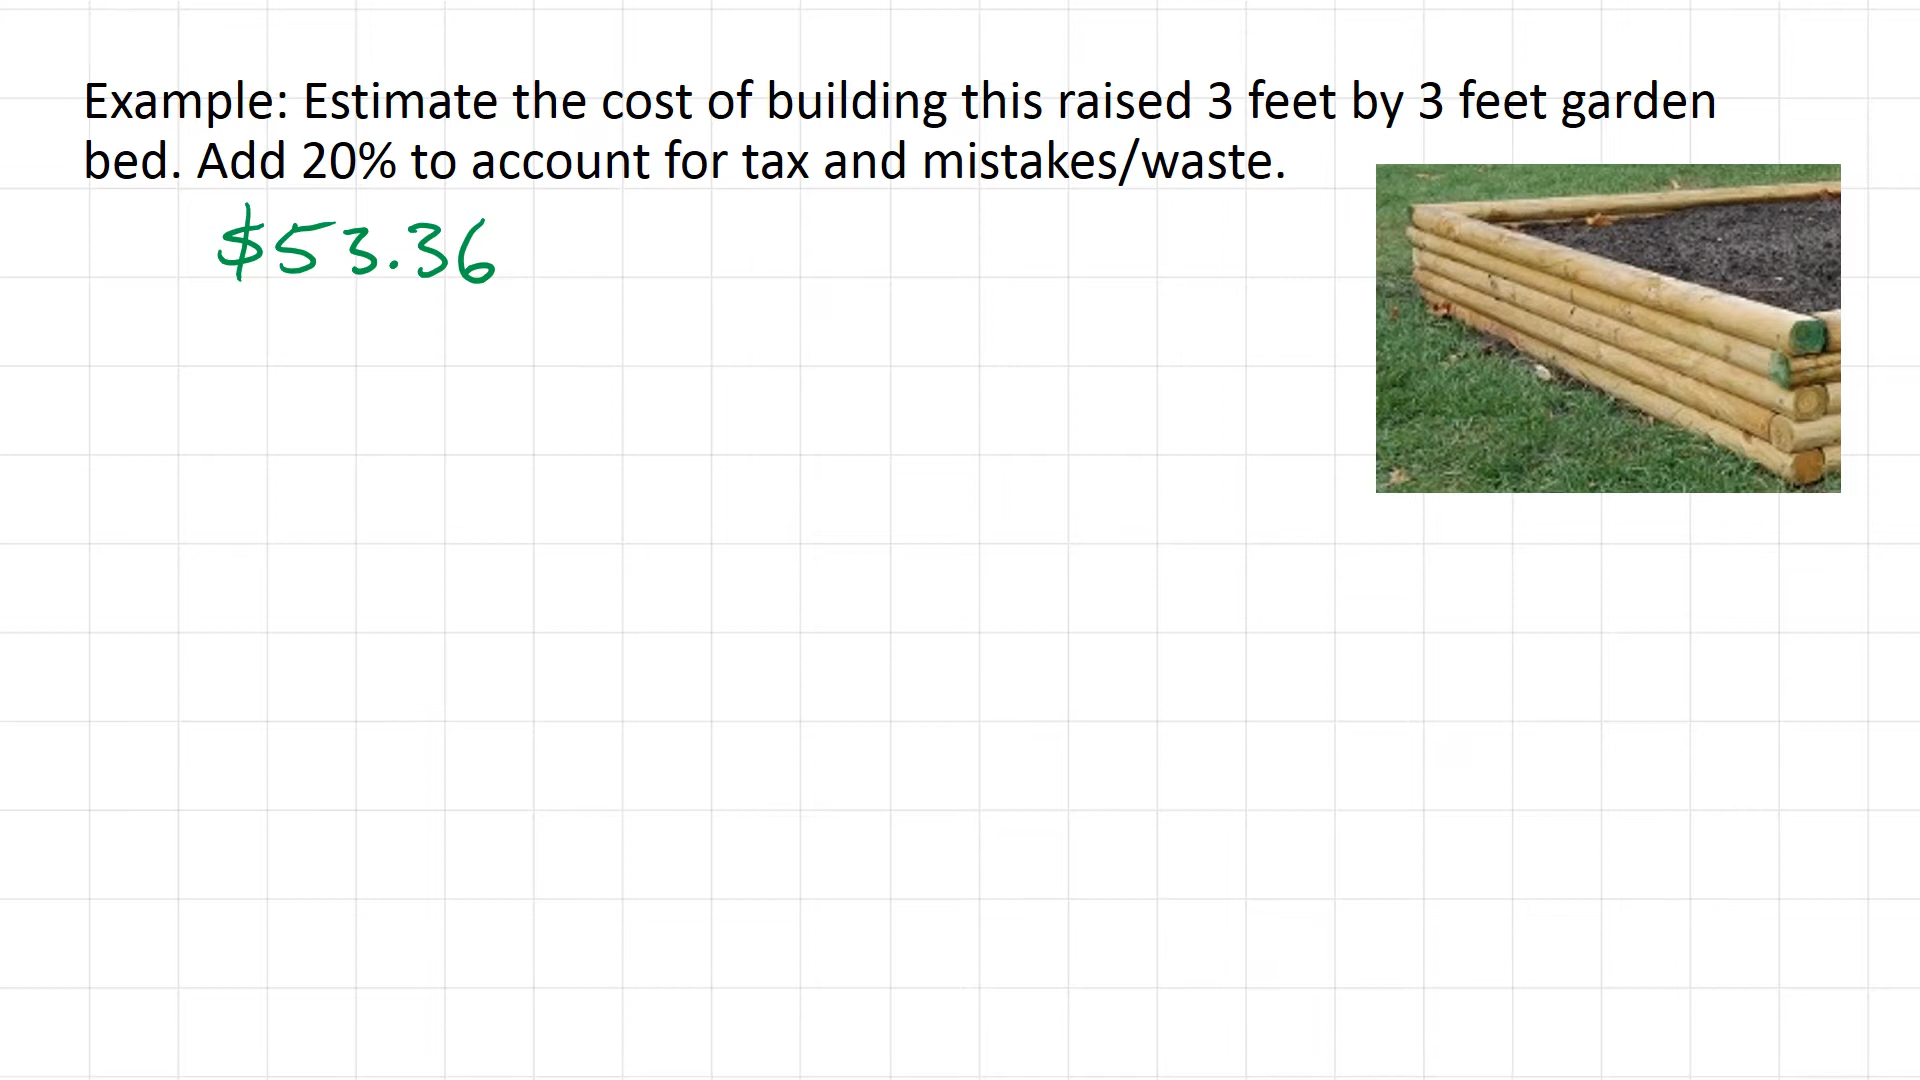 Example: Estimate the cost of building this raised 3 feet by 3 feet garden
bed. Add 20% to account for tax and mistakes/waste.
$53.36